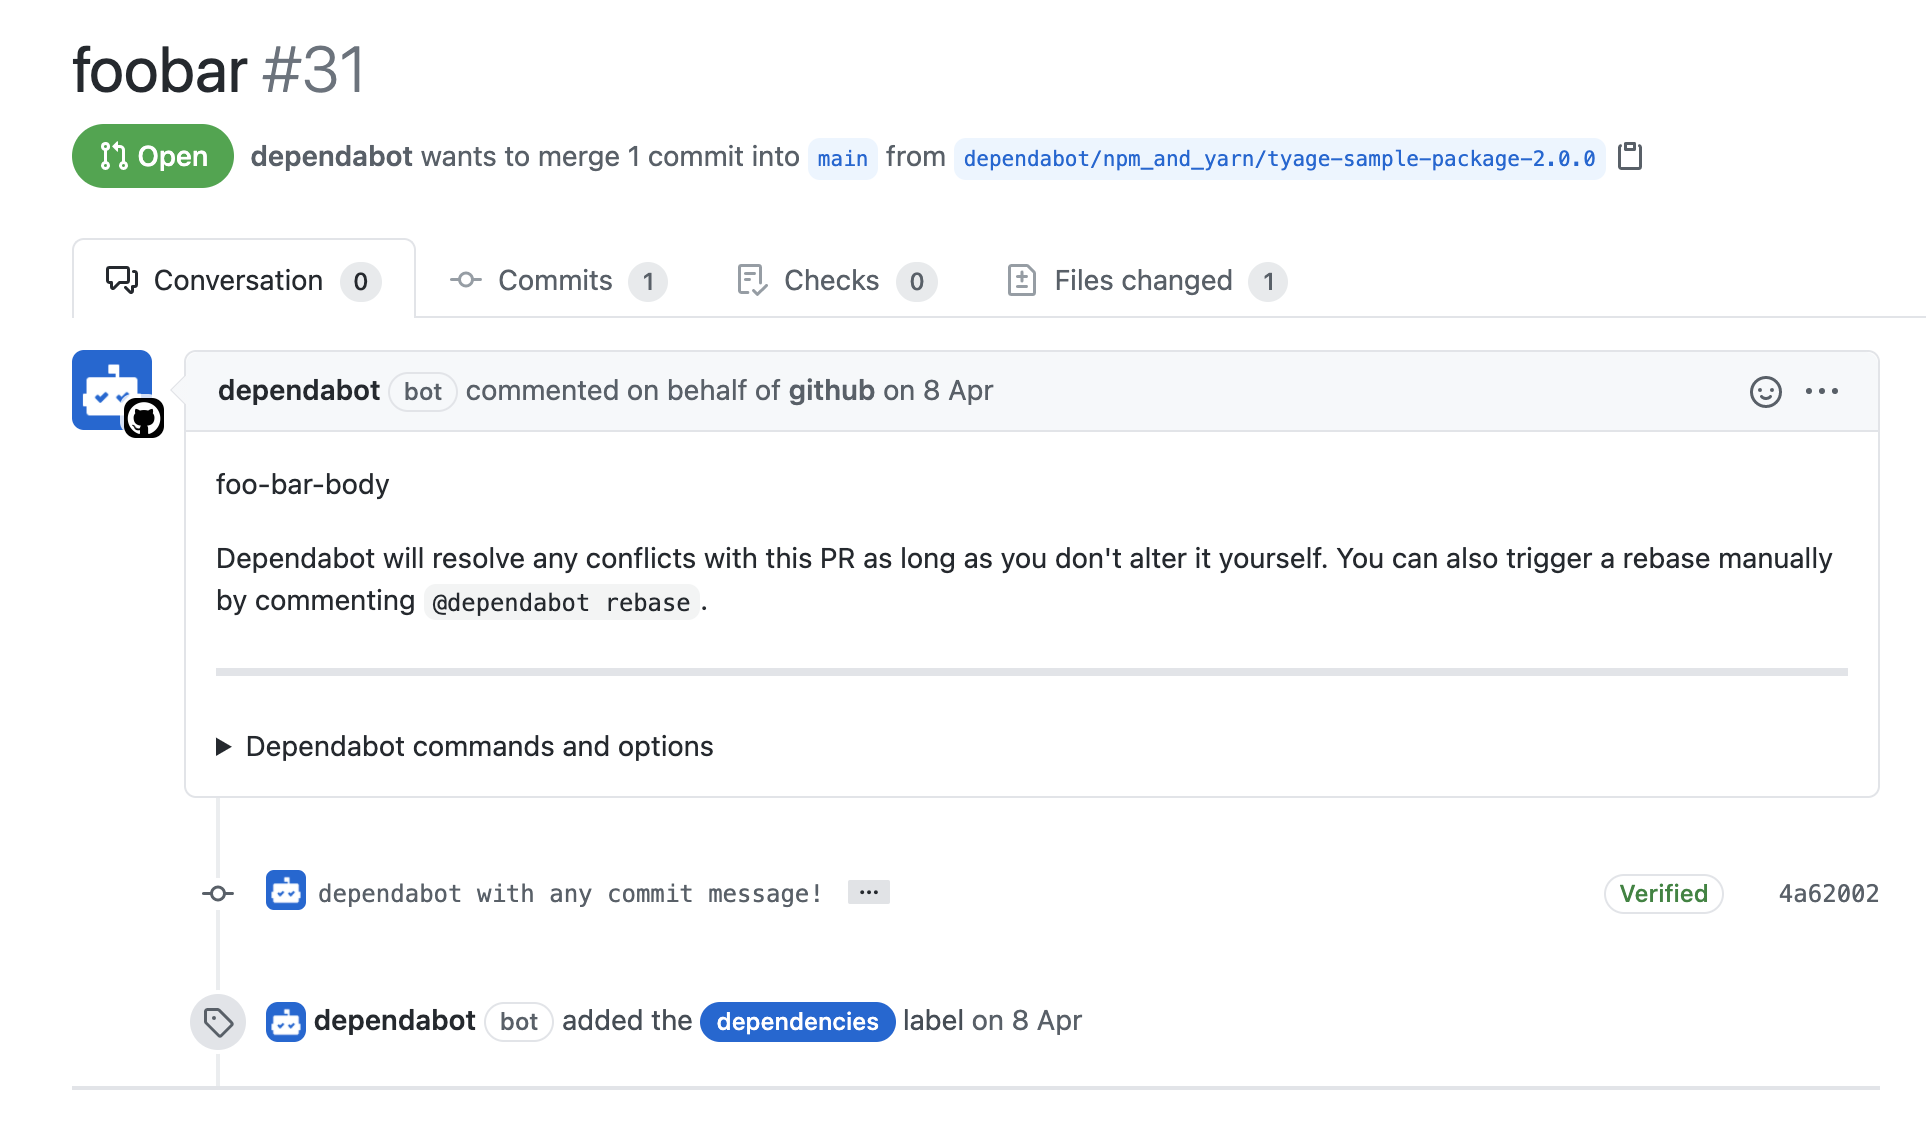 foobar #31
Open dependabot wants to merge 1 commit into main from dependabot/npm_and_yarn/tyage-sample-package-2.0.0
Conversation 0 Commits 1 Checks 0 Files changed 1
dependabot bot commented on behalf of github on 8 Apr
foo-bar-body
Dependabot will resolve any conflicts with this PR as long as you don't alter it yourself. You can also trigger a rebase manually
by commenting @dependabot rebase.
Dependabot commands and options
dependabot with any commit message! ... Verified 4a62002
dependabot bot added the dependencies label on 8 Apr